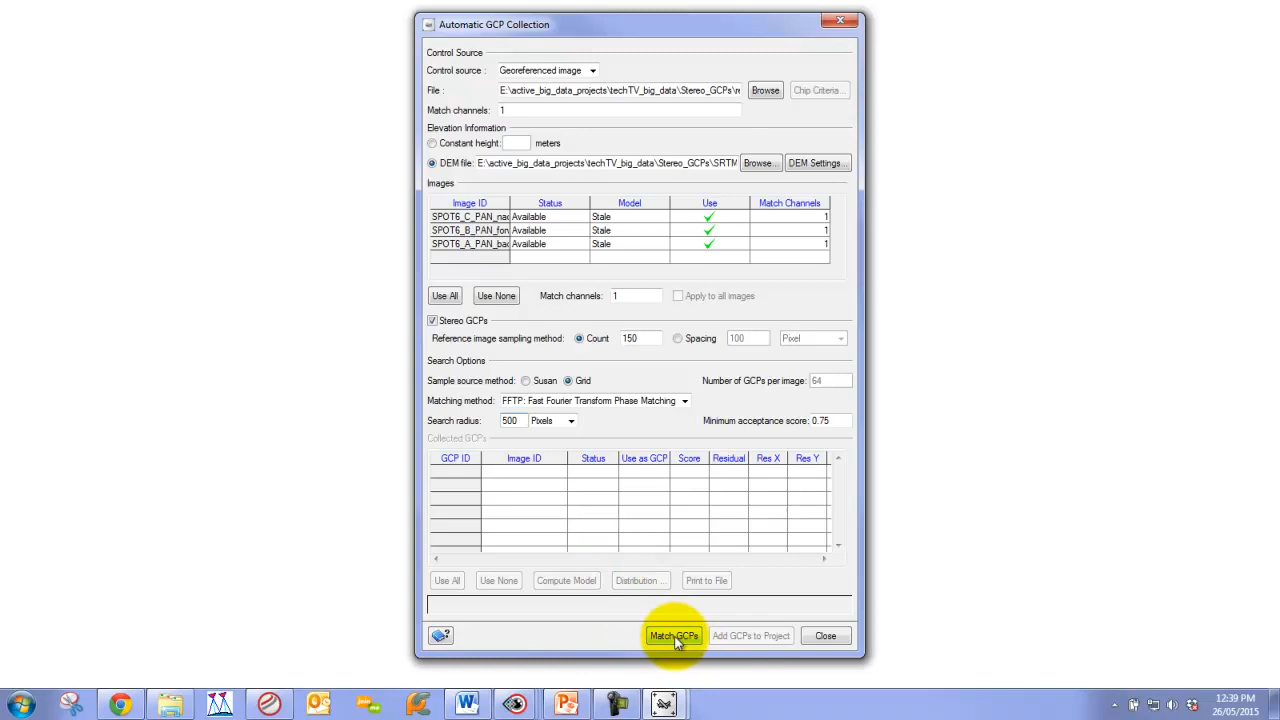 Automatic GCP Collection
Control Source
Control source : Georeferenced image
File : E:\active_big_data_projects\techTV_big_data\Stereo_GCPs\re Browse Chip Criteria...
Match channels: 1
Elevation Information
Constant height: meters
DEM file: E:\active_big_data_projects\techTV_big_data\Stereo_GCPs\SRTM Browse... DEM Settings...
Images
Image ID Status Model Use Match Channels
SPOT6_C_PAN_nad Available Stale 1
SPOT6_B_PAN_for Available Stale 1
SPOT6_A_PAN_bac Available Stale 1
Use All Use None Match channels: 1 Apply to all images
Stereo GCPs
Reference image sampling method: Count 150 Spacing 100 Pixel
Search Options
Sample source method: Susan Grid Number of GCPs per image: 64
Matching method: FFTP: Fast Fourier Transform Phase Matching
Search radius: 500 Pixels Minimum acceptance score: 0.75
Collected GCPs
GCP ID Image ID Status Use as GCP Score Residual Res X Res Y
Use All Use None Compute Model Distribution ... Print to File
Match GCPs Add GCPs to Project Close
12:39 PM
26/05/2015